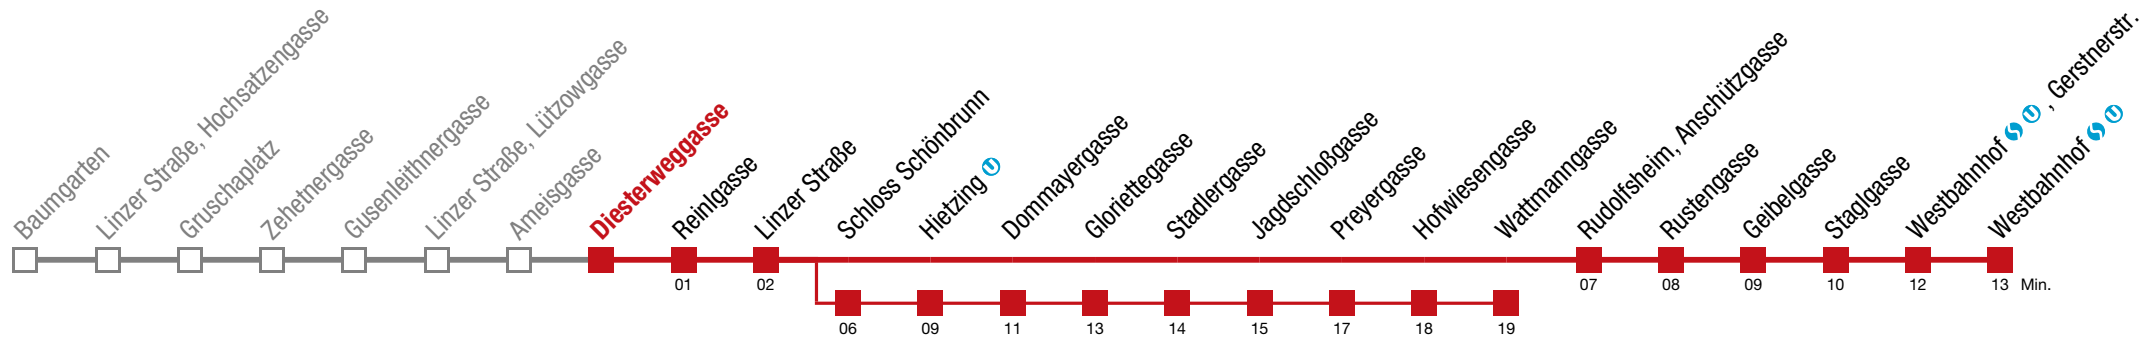 Baumgarten
Linzer Straße, Hochsatzengasse
Gruschaplatz
Zehetnergasse
Gusenleithnergasse
Linzer Straße, Lützowgasse
Ameisgasse
Diesterweggasse
Reinlgasse
Linzer Straße
Schloss Schönbrunn
Hietzing U
Dommayergasse
Gloriettegasse
Stadlergasse
Jagdschloßgasse
Preyergasse
Hofwiesengasse
Wattmanngasse
Rudolfsheim, Anschützgasse
Rustengasse
Geibelgasse
Staglgasse
Westbahnhof S U , Gerstnerstr.
Westbahnhof S U
01 02 07 08 09 10 12 13 Min.
06 09 11 13 14 15 17 18 19